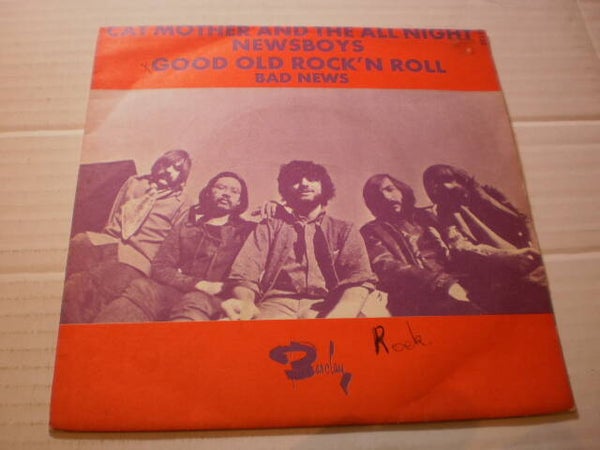 CAT MOTHER AND THE ALL NIGHT
NEWSBOYS
GOOD OLD ROCK'N ROLL
BAD NEWS
Barclay
Rock.